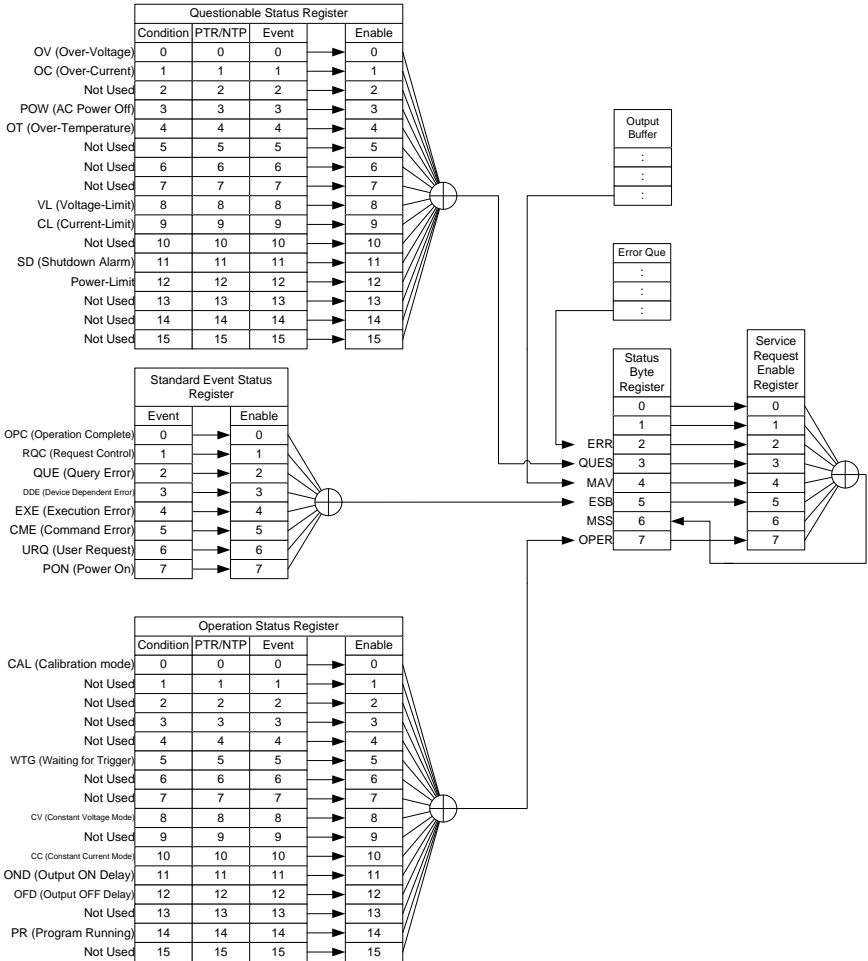 Questionable Status Register
Condition PTR/NTP Event Enable
OV (Over-Voltage) 0 0 0 0
OC (Over-Current) 1 1 1 1
Not Used 2 2 2 2
POW (AC Power Off) 3 3 3 3
OT (Over-Temperature) 4 4 4 4
Not Used 5 5 5 5
Not Used 6 6 6 6
Not Used 7 7 7 7
VL (Voltage-Limit) 8 8 8 8
CL (Current-Limit) 9 9 9 9
Not Used 10 10 10 10
SD (Shutdown Alarm) 11 11 11 11
Power-Limit 12 12 12 12
Not Used 13 13 13 13
Not Used 14 14 14 14
Not Used 15 15 15 15
Output
Buffer
:
:
:
Error Que
:
:
:
Standard Event Status
Register
Event Enable
OPC (Operation Complete) 0 0
RQC (Request Control) 1 1
QUE (Query Error) 2 2
DDE (Device Dependent Error) 3 3
EXE (Execution Error) 4 4
CME (Command Error) 5 5
URQ (User Request) 6 6
PON (Power On) 7 7
Status
Byte
Register
Service
Request
Enable
Register
0 0
1 1
ERR 2 2
QUES 3 3
MAV 4 4
ESB 5 5
MSS 6 6
OPER 7 7
Operation Status Register
Condition PTR/NTP Event Enable
CAL (Calibration mode) 0 0 0 0
Not Used 1 1 1 1
Not Used 2 2 2 2
Not Used 3 3 3 3
Not Used 4 4 4 4
WTG (Waiting for Trigger) 5 5 5 5
Not Used 6 6 6 6
Not Used 7 7 7 7
CV (Constant Voltage Mode) 8 8 8 8
Not Used 9 9 9 9
CC (Constant Current Mode) 10 10 10 10
OND (Output ON Delay) 11 11 11 11
OFD (Output OFF Delay) 12 12 12 12
Not Used 13 13 13 13
PR (Program Running) 14 14 14 14
Not Used 15 15 15 15